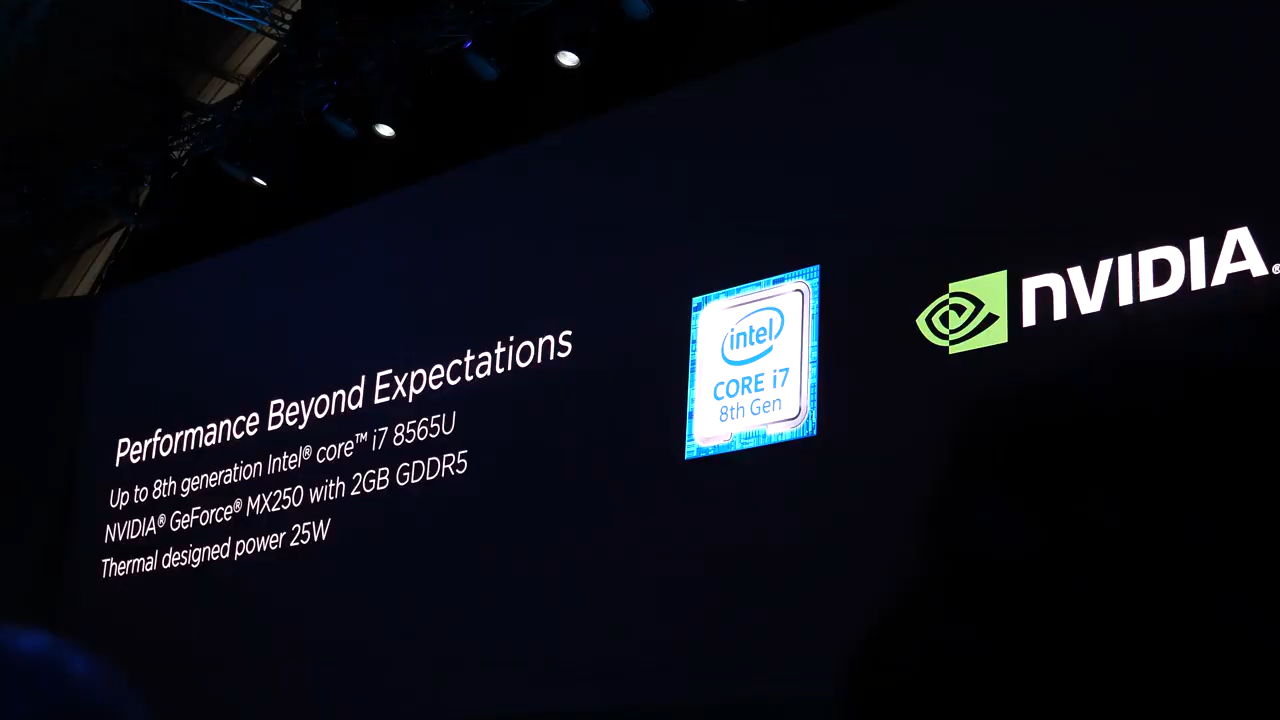 Performance Beyond Expectations
Up to 8th generation Intel® core™ i7 8565U
NVIDIA® GeForce® MX250 with 2GB GDDR5
Thermal designed power 25W
intel
CORE i7
8th Gen
NVIDIA®